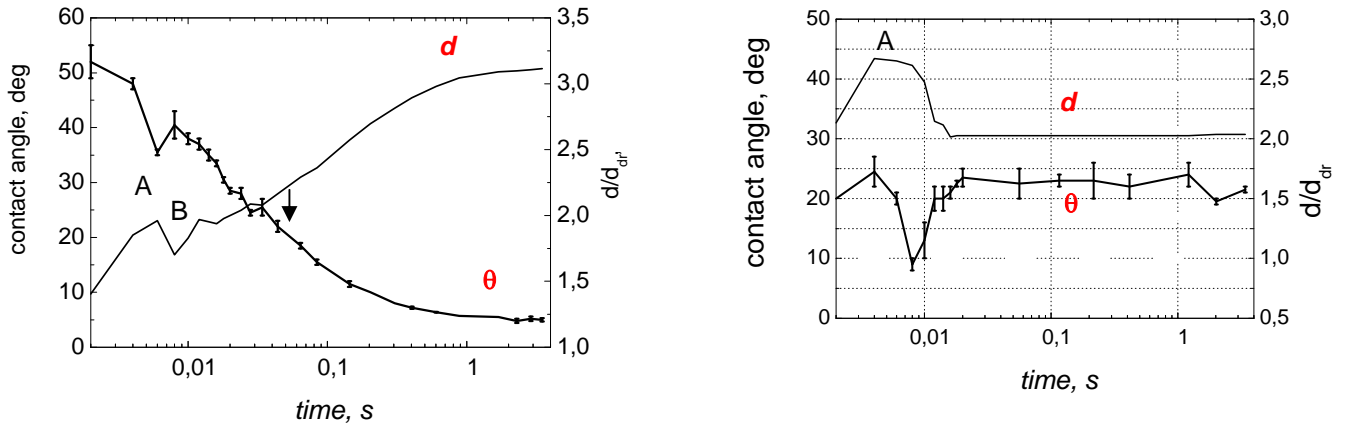 contact angle, deg
60
50
40
30
20
10
0
A
B
d
θ
3,5
3,0
2,5
2,0
1,5
1,0
d/d_dr,
0,01
0,1
1
time, s
contact angle, deg
50
40
30
20
10
0
A
d
θ
3,0
2,5
2,0
1,5
1,0
0,5
d/d_dr
0,01
0,1
1
time, s